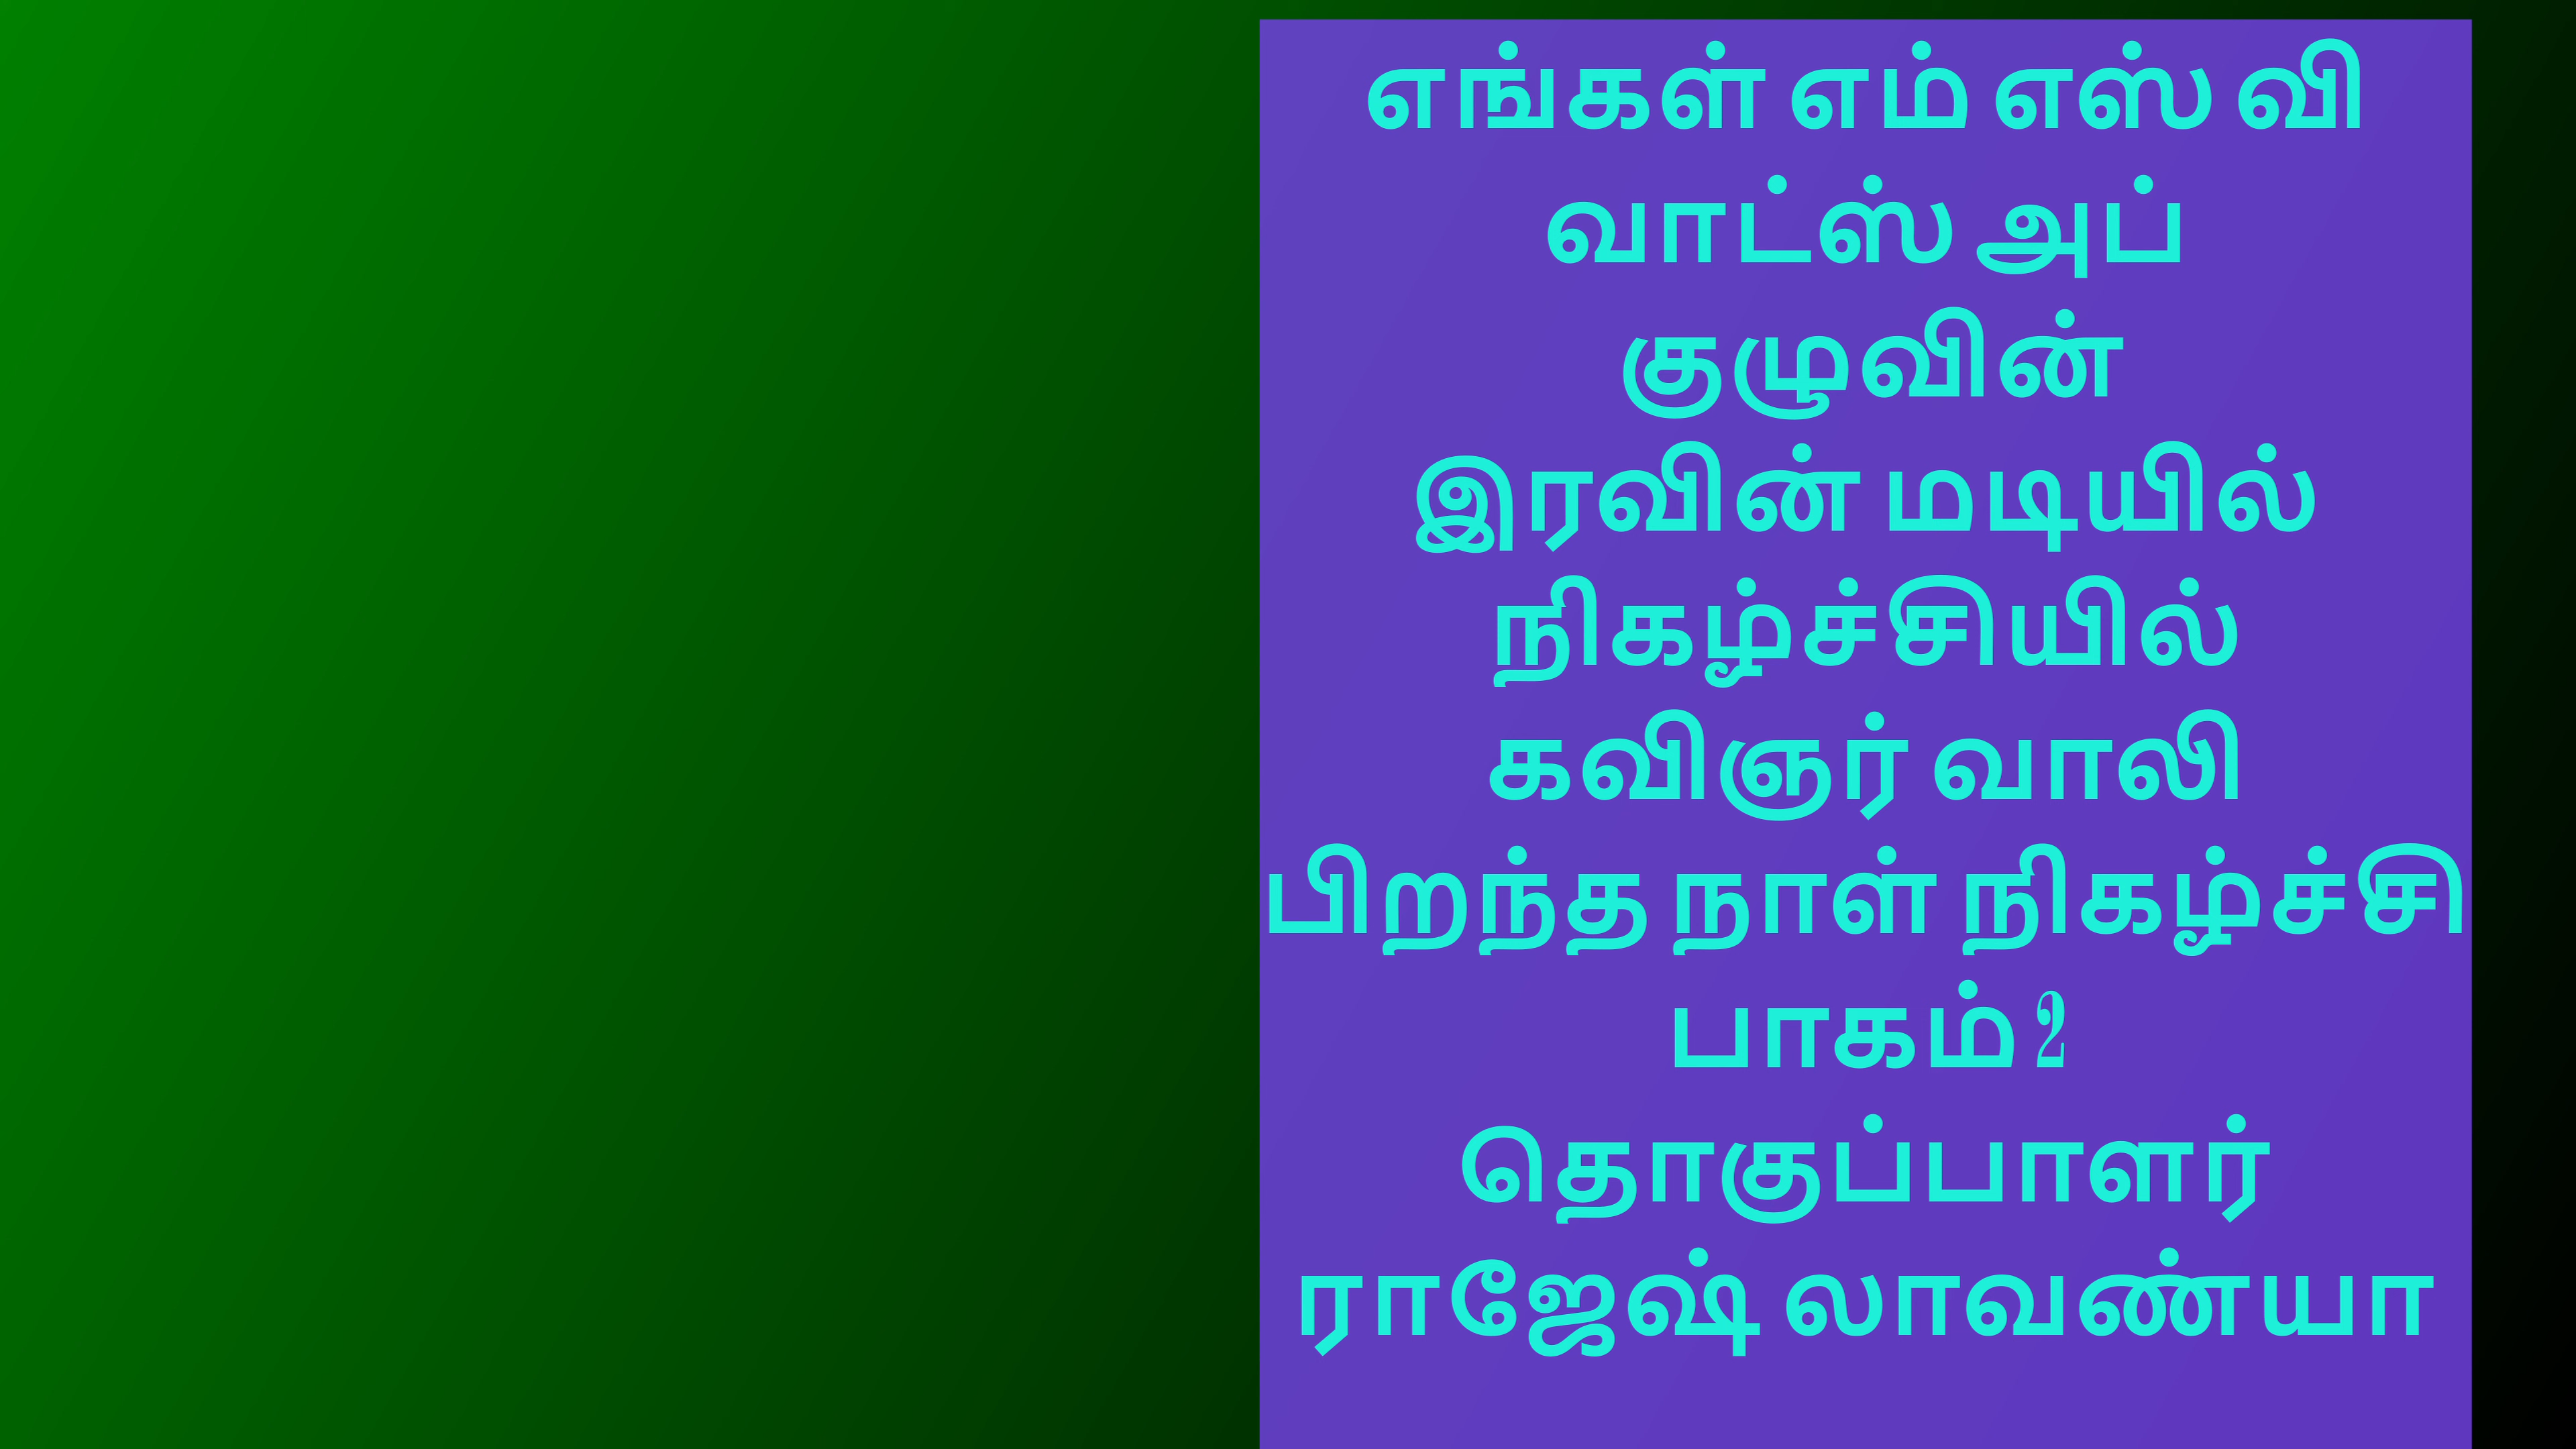 எங்கள் எம் எஸ் வி
வாட்ஸ் அப்
குழுவின்
இரவின் மடியில்
நிகழ்ச்சியில்
கவிஞர் வாலி
பிறந்த நாள் நிகழ்ச்சி
பாகம் 2
தொகுப்பாளர்
ராஜேஷ் லாவண்யா